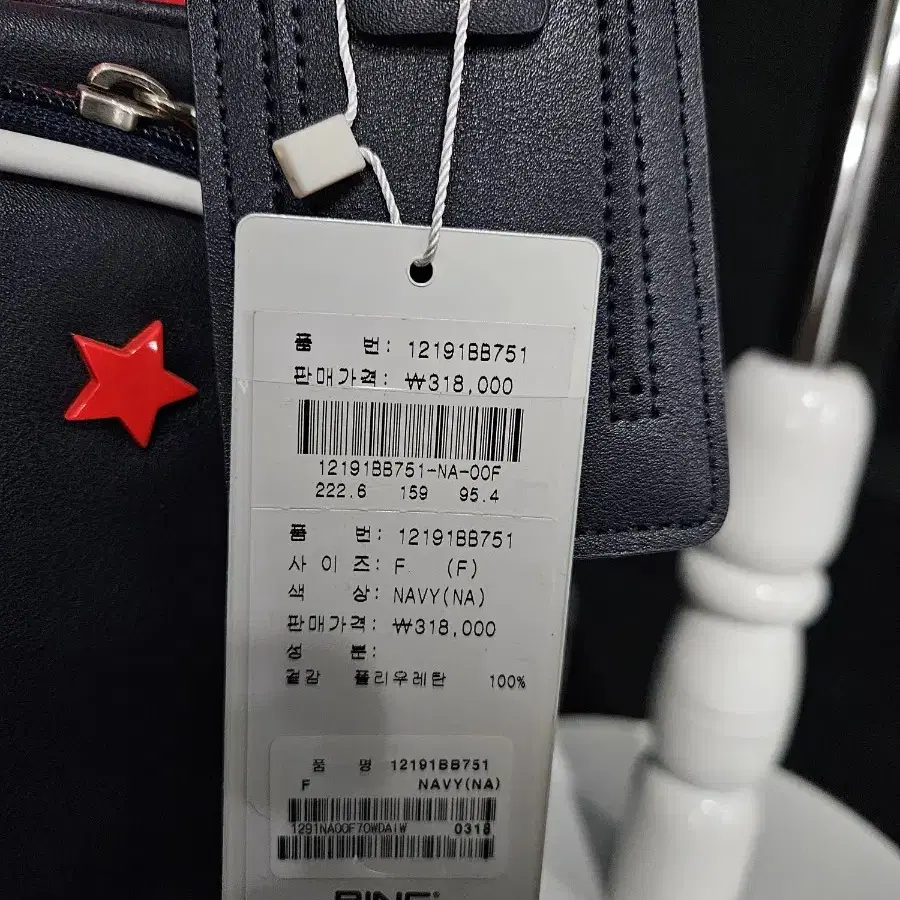 품 번: 12191BB751
판매가격: ₩318,000
12191BB751-NA-00F
222.6 159 95.4
품 번: 12191BB751
사 이 즈: F (F)
색 상: NAVY(NA)
판매가격: ₩318,000
성 분:
겉감 폴리우레탄 100%
품 명 12191BB751
F NAVY(NA)
1291NA00F70WDAIW 0318